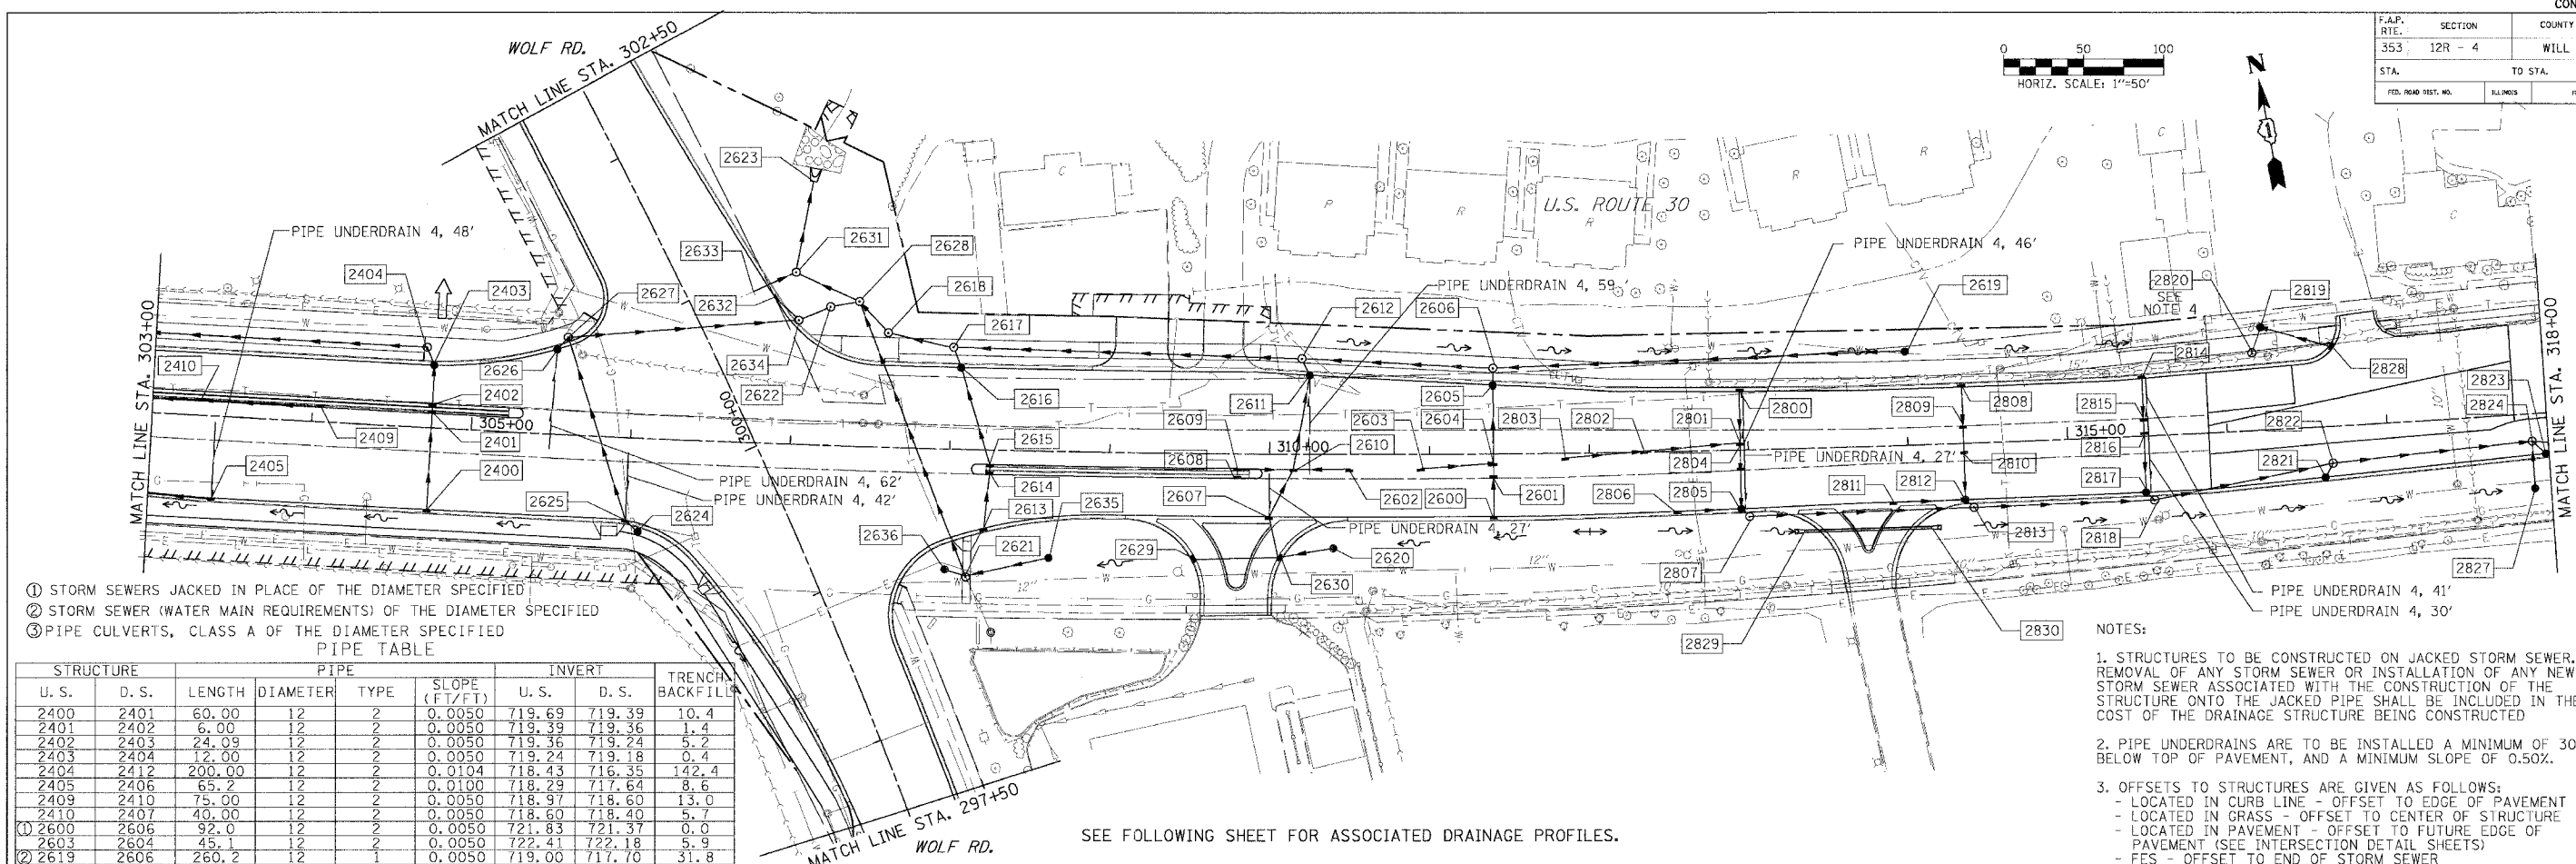 CON
F.A.P. RTE. SECTION COUNTY
353 12R - 4 WILL
STA. TO STA.
FED. ROAD DIST. NO. ILLINOIS
WOLF RD.
MATCH LINE STA. 302+50
0 50 100
HORIZ. SCALE: 1"=50'
N
1
2623
C
R
R
R
R
R
C
C
U.S. ROUTE 30
PIPE UNDERDRAIN 4, 48'
2404
2403
2627
2633
2632
2631
2628
2618
2617
PIPE UNDERDRAIN 4, 59'
2612
2606
PIPE UNDERDRAIN 4, 46'
2619
2820
SEE NOTE 4
2819
MATCH LINE STA. 303+00
MATCH LINE STA. 318+00
2410
2626
2634
2622
2402
2401
305+00
2409
2405
2400
300+00
2616
2611
2605
2609
2603
2604
2803
2802
2801
2800
2809
2808
2814
2815
315+00
2816
2828
2823
2824
2822
2821
2615
2614
2608
310+00
2610
2804
PIPE UNDERDRAIN 4, 27'
2810
PIPE UNDERDRAIN 4, 62'
PIPE UNDERDRAIN 4, 42'
2625
2624
2613
2635
2607
2602
2600
2601
2806
2805
2811
2812
2817
PIPE UNDERDRAIN 4, 27'
2636
2621
2629
2630
2620
2807
2813
2818
2827
12"
12"
10"
2829
2830
PIPE UNDERDRAIN 4, 41'
PIPE UNDERDRAIN 4, 30'
① STORM SEWERS JACKED IN PLACE OF THE DIAMETER SPECIFIED
② STORM SEWER (WATER MAIN REQUIREMENTS) OF THE DIAMETER SPECIFIED
③ PIPE CULVERTS, CLASS A OF THE DIAMETER SPECIFIED
PIPE TABLE
STRUCTURE PIPE INVERT TRENCH BACKFILL
U. S. D. S. LENGTH DIAMETER TYPE SLOPE (FT/FT) U. S. D. S.
2400 2401 60.00 12 2 0.0050 719.69 719.39 10.4
2401 2402 6.00 12 2 0.0050 719.39 719.36 1.4
2402 2403 24.09 12 2 0.0050 719.36 719.24 5.2
2403 2404 12.00 12 2 0.0050 719.24 719.18 0.4
2404 2412 200.00 12 2 0.0104 718.43 716.35 142.4
2405 2406 65.2 12 2 0.0100 718.29 717.64 8.6
2409 2410 75.00 12 2 0.0050 718.97 718.60 13.0
2410 2407 40.00 12 2 0.0050 718.60 718.40 5.7
① 2600 2606 92.0 12 2 0.0050 721.83 721.37 0.0
2603 2604 45.1 12 2 0.0050 722.41 722.18 5.9
② 2619 2606 260.2 12 1 0.0050 719.00 717.70 31.8
MATCH LINE STA. 297+50
WOLF RD.
SEE FOLLOWING SHEET FOR ASSOCIATED DRAINAGE PROFILES.
NOTES:
1. STRUCTURES TO BE CONSTRUCTED ON JACKED STORM SEWER.
REMOVAL OF ANY STORM SEWER OR INSTALLATION OF ANY NEW
STORM SEWER ASSOCIATED WITH THE CONSTRUCTION OF THE
STRUCTURE ONTO THE JACKED PIPE SHALL BE INCLUDED IN THE
COST OF THE DRAINAGE STRUCTURE BEING CONSTRUCTED
2. PIPE UNDERDRAINS ARE TO BE INSTALLED A MINIMUM OF 30
BELOW TOP OF PAVEMENT, AND A MINIMUM SLOPE OF 0.50%.
3. OFFSETS TO STRUCTURES ARE GIVEN AS FOLLOWS:
- LOCATED IN CURB LINE - OFFSET TO EDGE OF PAVEMENT
- LOCATED IN GRASS - OFFSET TO CENTER OF STRUCTURE
- LOCATED IN PAVEMENT - OFFSET TO FUTURE EDGE OF
PAVEMENT (SEE INTERSECTION DETAIL SHEETS)
- FES - OFFSET TO END OF STORM SEWER